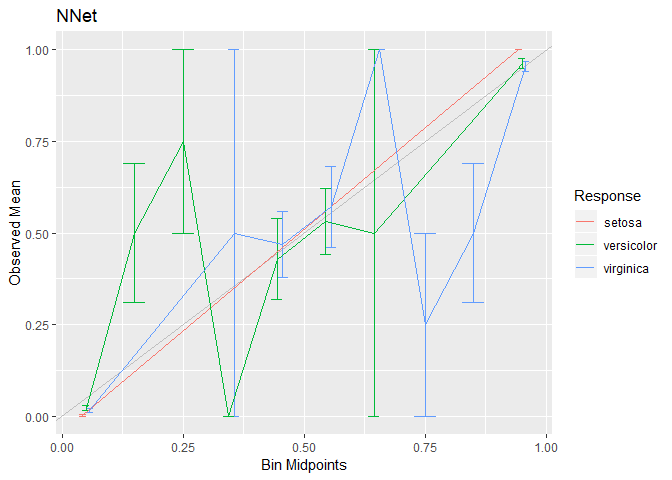 NNet
1.00
0.75
0.50
0.25
0.00
Observed Mean
0.00
0.25
0.50
0.75
1.00
Bin Midpoints
Response
setosa
versicolor
virginica